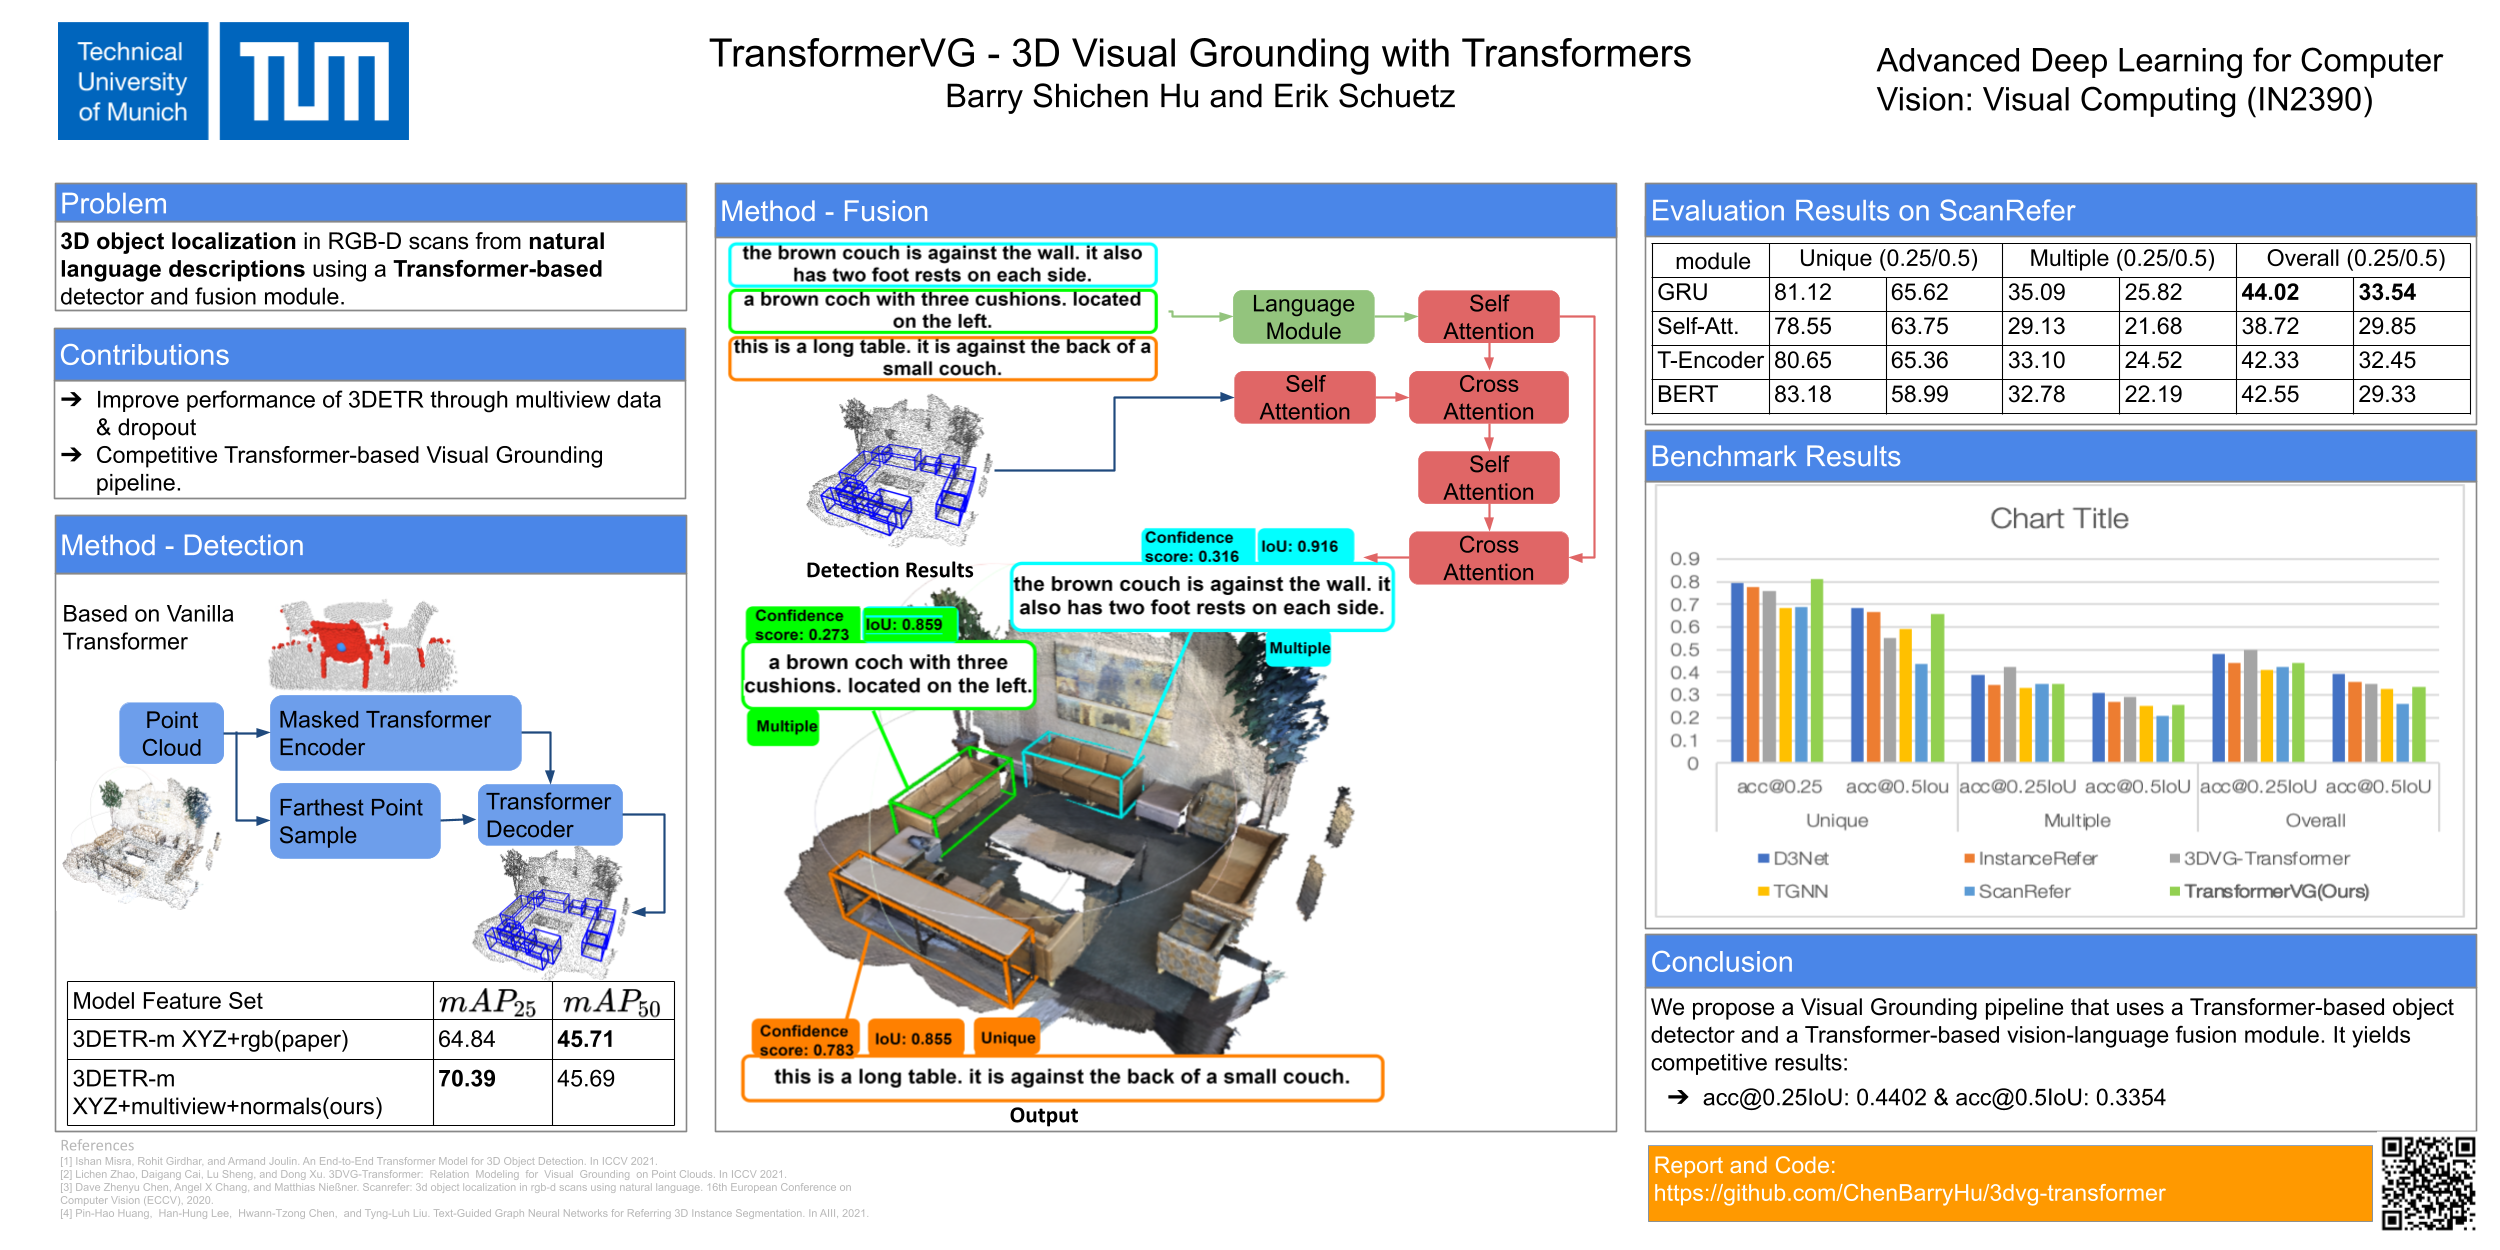 Technical
University
of Munich
TUM
TransformerVG - 3D Visual Grounding with Transformers
Barry Shichen Hu and Erik Schuetz
Advanced Deep Learning for Computer
Vision: Visual Computing (IN2390)
Problem
3D object localization in RGB-D scans from natural
language descriptions using a Transformer-based
detector and fusion module.
Contributions
➔ Improve performance of 3DETR through multiview data
& dropout
➔ Competitive Transformer-based Visual Grounding
pipeline.
Method - Detection
Based on Vanilla
Transformer
Point
Cloud
Masked Transformer
Encoder
Farthest Point
Sample
Transformer
Decoder
Model Feature Set mAP25 mAP50
3DETR-m XYZ+rgb(paper) 64.84 45.71
3DETR-m
XYZ+multiview+normals(ours) 70.39 45.69
References
[1] Ishan Misra, Rohit Girdhar, and Armand Joulin. An End-to-End Transformer Model for 3D Object Detection. In ICCV 2021.
[2] Lichen Zhao, Daigang Cai, Lu Sheng, and Dong Xu. 3DVG-Transformer: Relation Modeling for Visual Grounding on Point Clouds. In ICCV 2021.
[3] Dave Zhenyu Chen, Angel X Chang, and Matthias Nießner. Scanrefer: 3d object localization in rgb-d scans using natural language. 16th European Conference on
Computer Vision (ECCV), 2020.
[4] Pin-Hao Huang, Han-Hung Lee, Hwann-Tzong Chen, and Tyng-Luh Liu. Text-Guided Graph Neural Networks for Referring 3D Instance Segmentation. In AIII, 2021.
Method - Fusion
the brown couch is against the wall. it also
has two foot rests on each side.
a brown coch with three cushions. located
on the left.
this is a long table. it is against the back of a
small couch.
Language
Module
Self
Attention
Self
Attention
Cross
Attention
Self
Attention
Cross
Attention
Detection Results
Confidence
score: 0.316
IoU: 0.916
the brown couch is against the wall. it
also has two foot rests on each side.
Multiple
Confidence
score: 0.273
IoU: 0.859
a brown coch with three
cushions. located on the left.
Multiple
Confidence
score: 0.783
IoU: 0.855
Unique
this is a long table. it is against the back of a small couch.
Output
Evaluation Results on ScanRefer
module Unique (0.25/0.5) Multiple (0.25/0.5) Overall (0.25/0.5)
GRU 81.12 65.62 35.09 25.82 44.02 33.54
Self-Att. 78.55 63.75 29.13 21.68 38.72 29.85
T-Encoder 80.65 65.36 33.10 24.52 42.33 32.45
BERT 83.18 58.99 32.78 22.19 42.55 29.33
Benchmark Results
Chart Title
0.9
0.8
0.7
0.6
0.5
0.4
0.3
0.2
0.1
0
acc@0.25 acc@0.5Iou acc@0.25IoU acc@0.5IoU acc@0.25IoU acc@0.5IoU
Unique Multiple Overall
D3Net InstanceRefer 3DVG-Transformer
TGNN ScanRefer TransformerVG(Ours)
Conclusion
We propose a Visual Grounding pipeline that uses a Transformer-based object
detector and a Transformer-based vision-language fusion module. It yields
competitive results:
➔ acc@0.25IoU: 0.4402 & acc@0.5IoU: 0.3354
Report and Code:
https://github.com/ChenBarryHu/3dvg-transformer